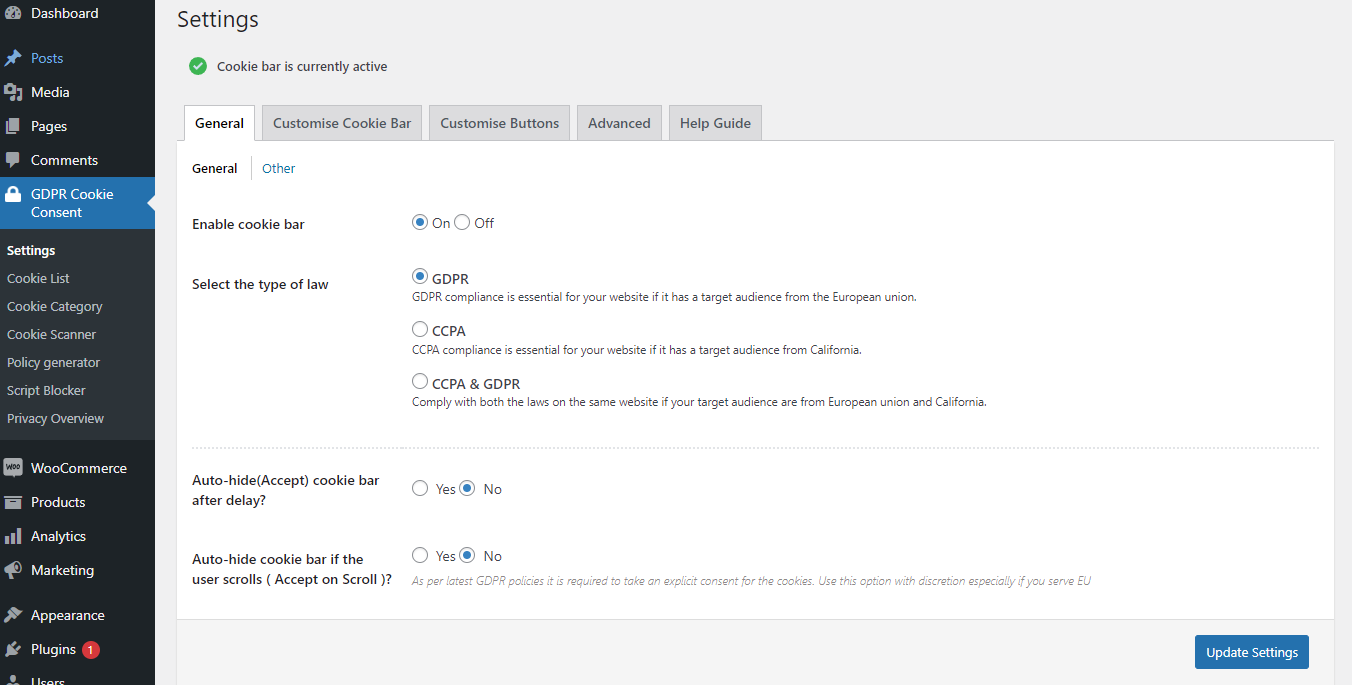 Dashboard
Posts
Media
Pages
Comments
GDPR Cookie
Consent
Settings
Cookie List
Cookie Category
Cookie Scanner
Policy generator
Script Blocker
Privacy Overview
WOO WooCommerce
Products
Analytics
Marketing
Appearance
Plugins 1
Users
Settings
Cookie bar is currently active
General Customise Cookie Bar Customise Buttons Advanced Help Guide
General Other
Enable cookie bar On Off
Select the type of law GDPR
GDPR compliance is essential for your website if it has a target audience from the European union.
CCPA
CCPA compliance is essential for your website if it has a target audience from California.
CCPA & GDPR
Comply with both the laws on the same website if your target audience are from European union and California.
Auto-hide(Accept) cookie bar
after delay? Yes No
Auto-hide cookie bar if the
user scrolls ( Accept on Scroll )? Yes No
As per latest GDPR policies it is required to take an explicit consent for the cookies. Use this option with discretion especially if you serve EU
Update Settings